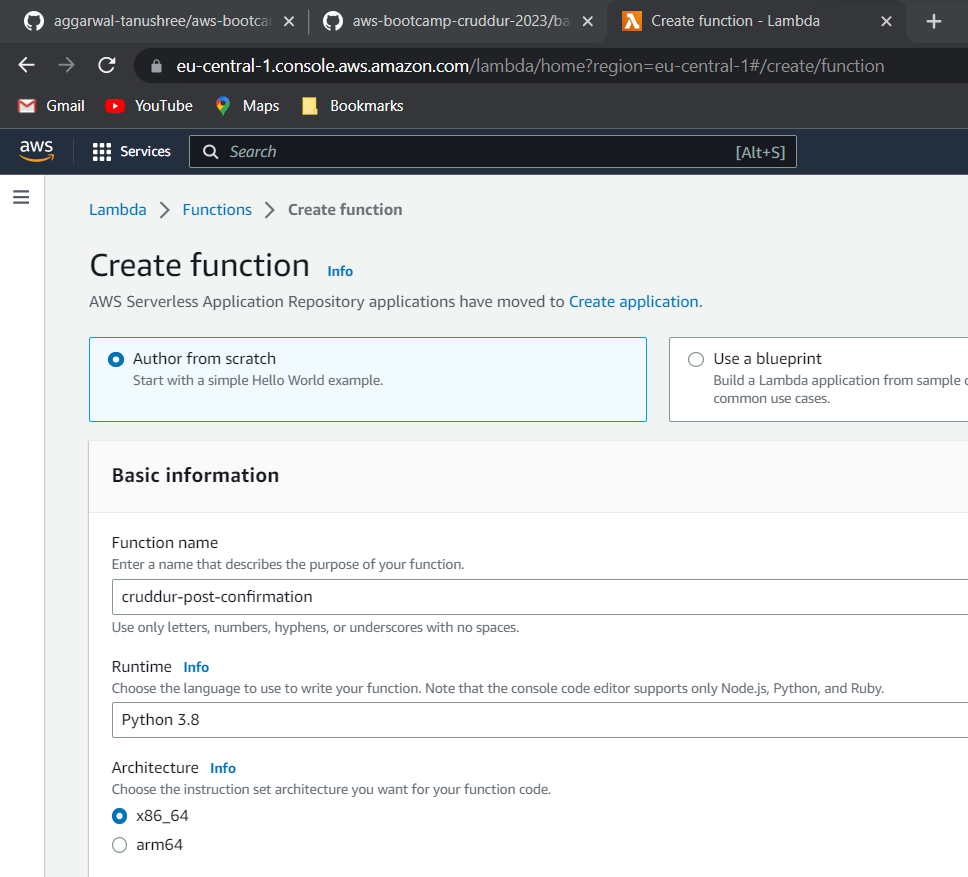 aggarwal-tanushree/aws-bootca
aws-bootcamp-cruddur-2023/ba
Create function - Lambda
eu-central-1.console.aws.amazon.com/lambda/home?region=eu-central-1#/create/function
Gmail YouTube Maps Bookmarks
aws Services Search [Alt+S]
Lambda Functions Create function
Create function Info
AWS Serverless Application Repository applications have moved to Create application.
Author from scratch
Start with a simple Hello World example.
Use a blueprint
Build a Lambda application from sample c
common use cases.
Basic information
Function name
Enter a name that describes the purpose of your function.
cruddur-post-confirmation
Use only letters, numbers, hyphens, or underscores with no spaces.
Runtime Info
Choose the language to use to write your function. Note that the console code editor supports only Node.js, Python, and Ruby.
Python 3.8
Architecture Info
Choose the instruction set architecture you want for your function code.
x86_64
arm64